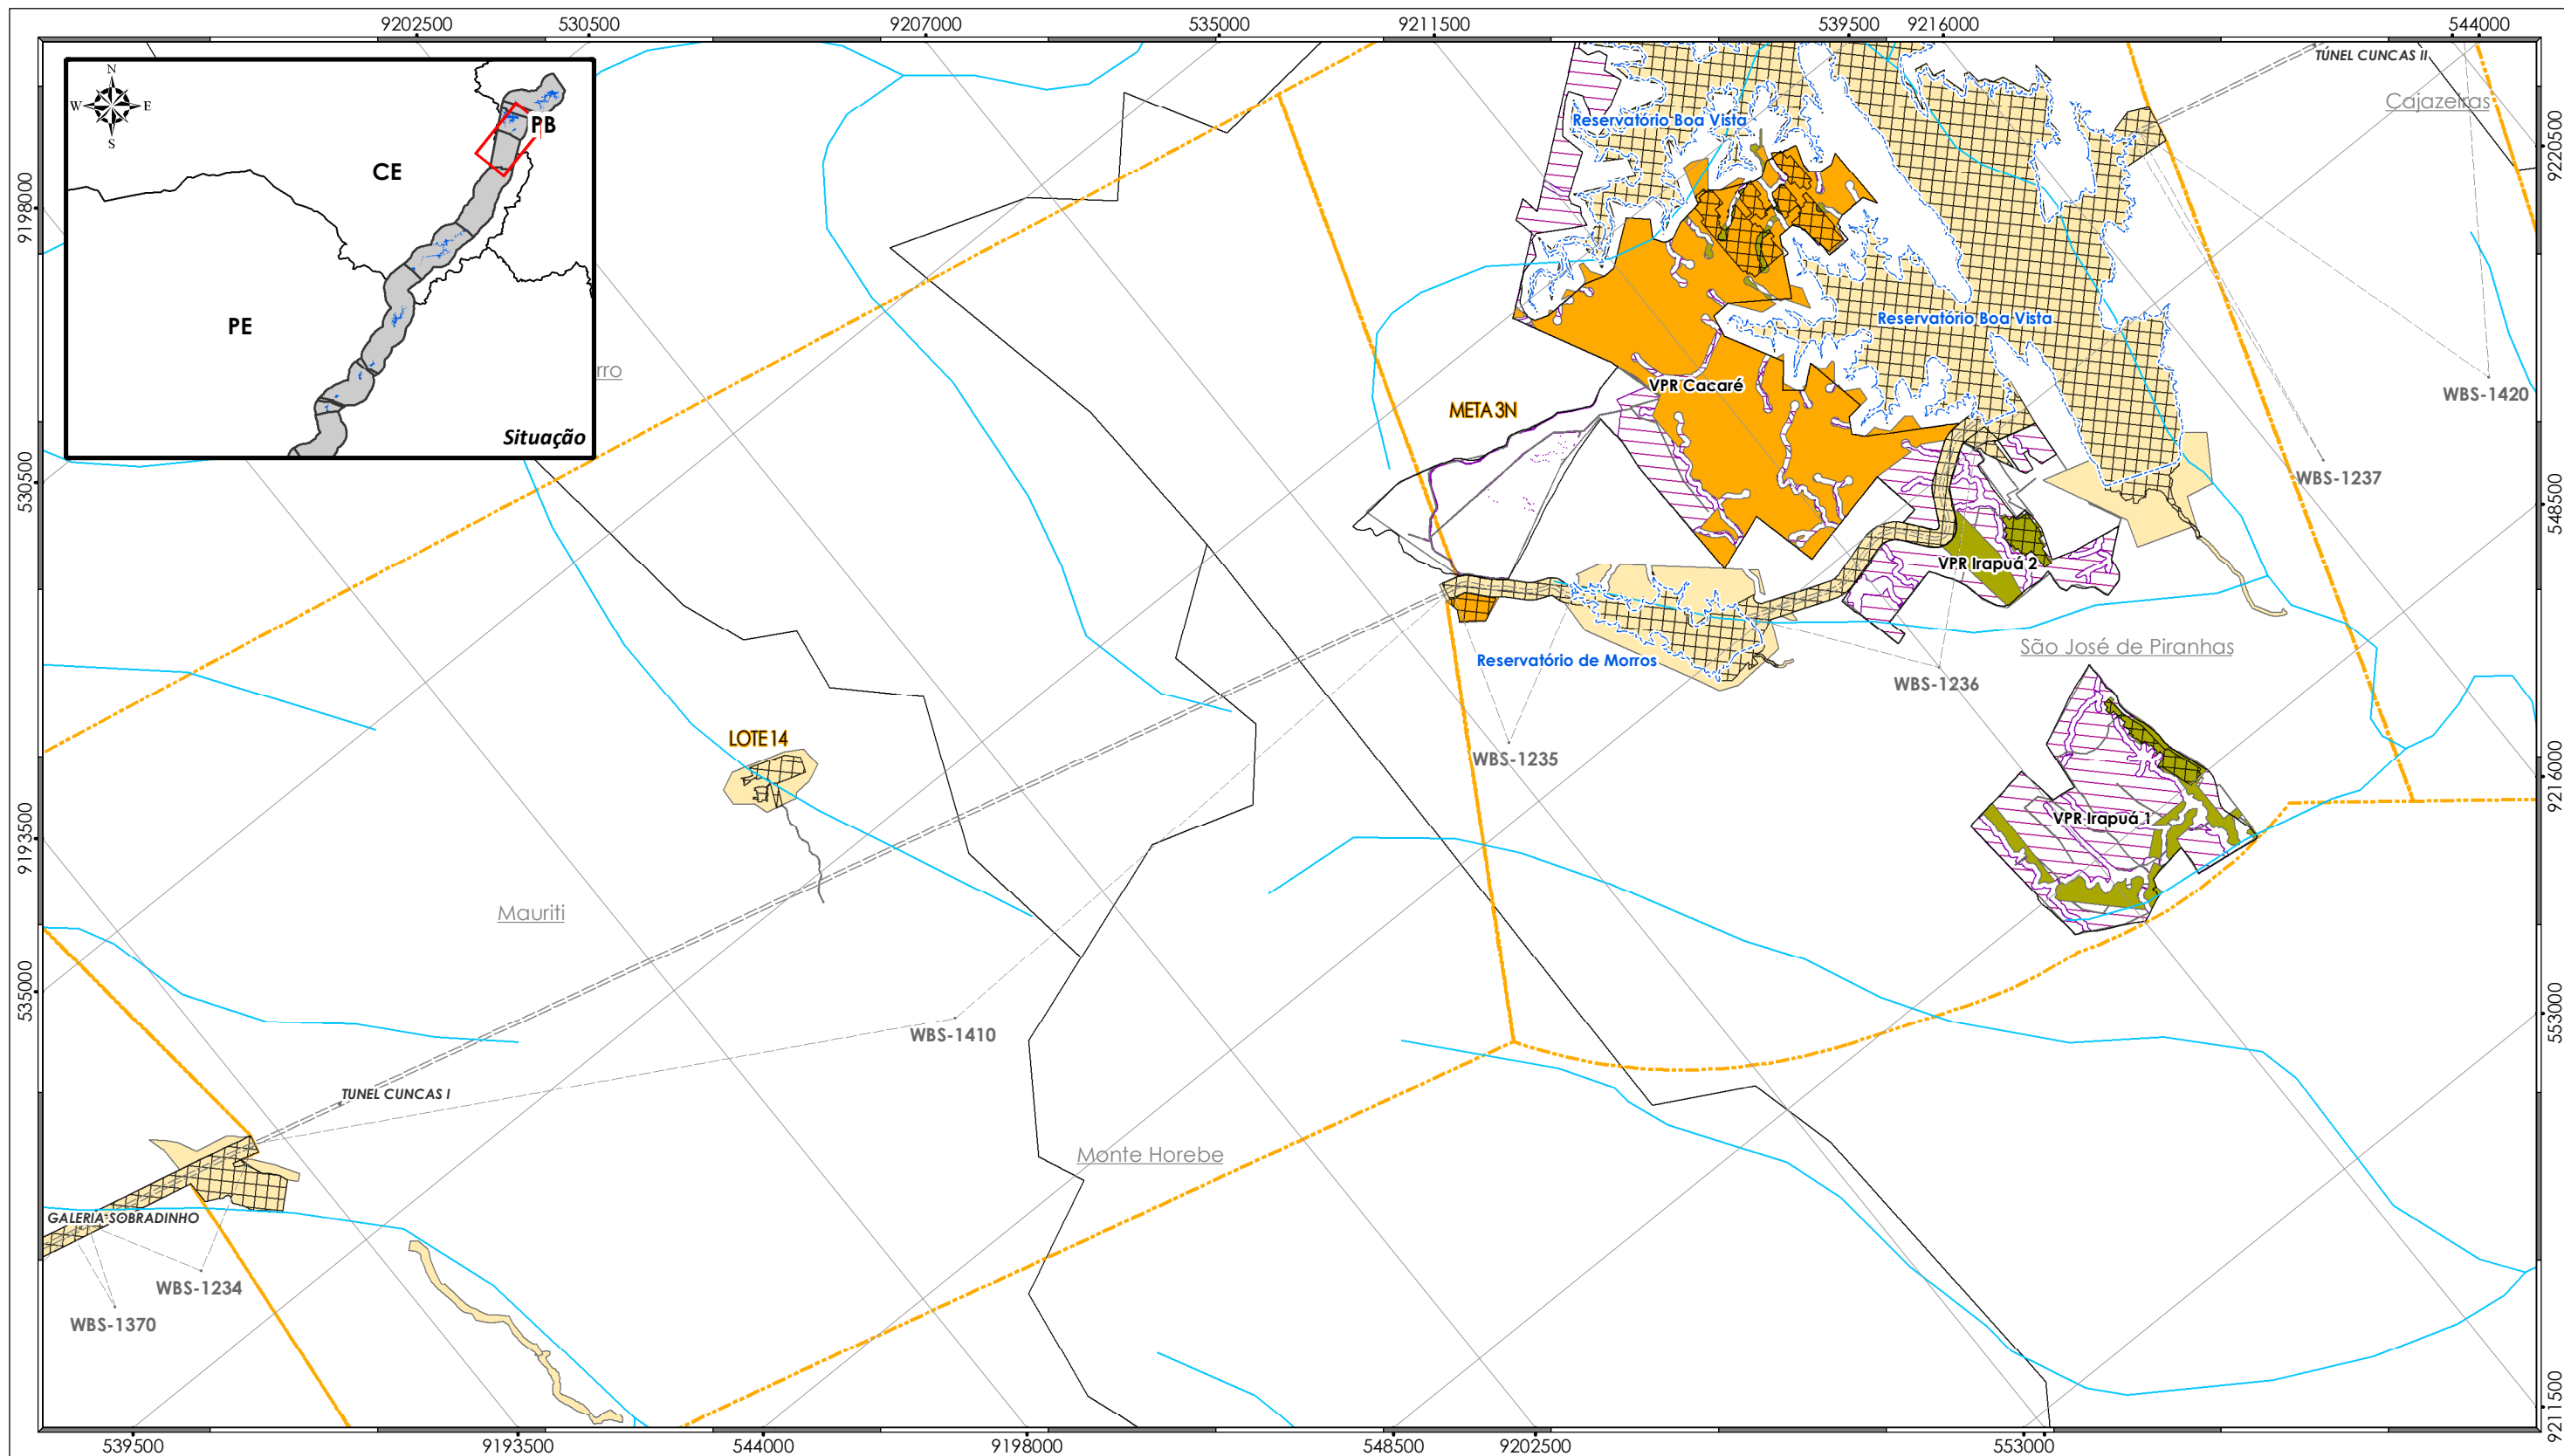 9202500 530500 9207000 535000 9211500 539500 9216000 544000
TÚNEL CUNCAS II
N
W E
S
PB
CE
PE
Situação
Cajazeiras
Reservatório Boa Vista
9220500
9198000
Reservatório Boa Vista
rro
VPR Cacaré
META 3N
WBS-1420
WBS-1237
530500
548500
VPR Irapuá 2
São José de Piranhas
Reservatório de Morros
WBS-1236
LOTE 14
WBS-1235
9216000
VPR Irapuá 1
9193500
Mauriti
535000
553000
WBS-1410
TUNEL CUNCAS I
Monte Horebe
GALERIA SOBRADINHO
WBS-1234
WBS-1370
9211500
539500 9193500 544000 9198000 548500 9202500 553000